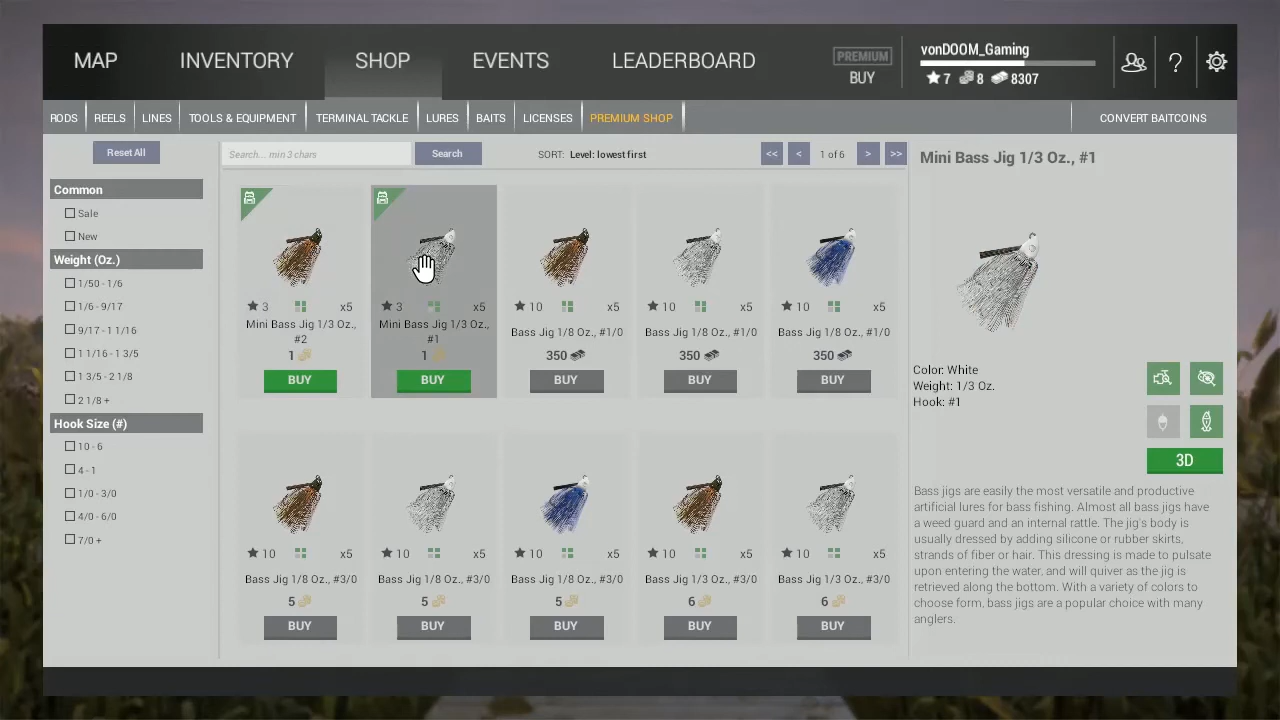 MAP
INVENTORY
SHOP
EVENTS
LEADERBOARD
PREMIUM
BUY
vonDOOM_Gaming
7 8 8307
?
RODS
REELS
LINES
TOOLS & EQUIPMENT
TERMINAL TACKLE
LURES
BAITS
LICENSES
PREMIUM SHOP
CONVERT BAITCOINS
Reset All
Search... min 3 chars
Search
SORT: Level: lowest first
<< < 1 of 6 > >>
Common
Sale
New
Weight (Oz.)
1/50 - 1/6
1/6 - 9/17
9/17 - 1 1/16
1 1/16 - 1 3/5
1 3/5 - 2 1/8
2 1/8 +
Hook Size (#)
10 - 6
4 - 1
1/0 - 3/0
4/0 - 6/0
7/0 +
3 x5
Mini Bass Jig 1/3 Oz.,
#2
1
BUY
3 x5
Mini Bass Jig 1/3 Oz.,
#1
1
BUY
10 x5
Bass Jig 1/8 Oz., #1/0
350
BUY
10 x5
Bass Jig 1/8 Oz., #1/0
350
BUY
10 x5
Bass Jig 1/8 Oz., #1/0
350
BUY
10 x5
Bass Jig 1/8 Oz., #3/0
5
BUY
10 x5
Bass Jig 1/8 Oz., #3/0
5
BUY
10 x5
Bass Jig 1/8 Oz., #3/0
5
BUY
10 x5
Bass Jig 1/3 Oz., #3/0
6
BUY
10 x5
Bass Jig 1/3 Oz., #3/0
6
BUY
Mini Bass Jig 1/3 Oz., #1
Color: White
Weight: 1/3 Oz.
Hook: #1
3D
Bass jigs are easily the most versatile and productive
artificial lures for bass fishing. Almost all bass jigs have
a weed guard and an internal rattle. The jig's body is
usually dressed by adding silicone or rubber skirts,
strands of fiber or hair. This dressing is made to pulsate
upon entering the water, and will quiver as the jig is
retrieved along the bottom. With a variety of colors to
choose form, bass jigs are a popular choice with many
anglers.